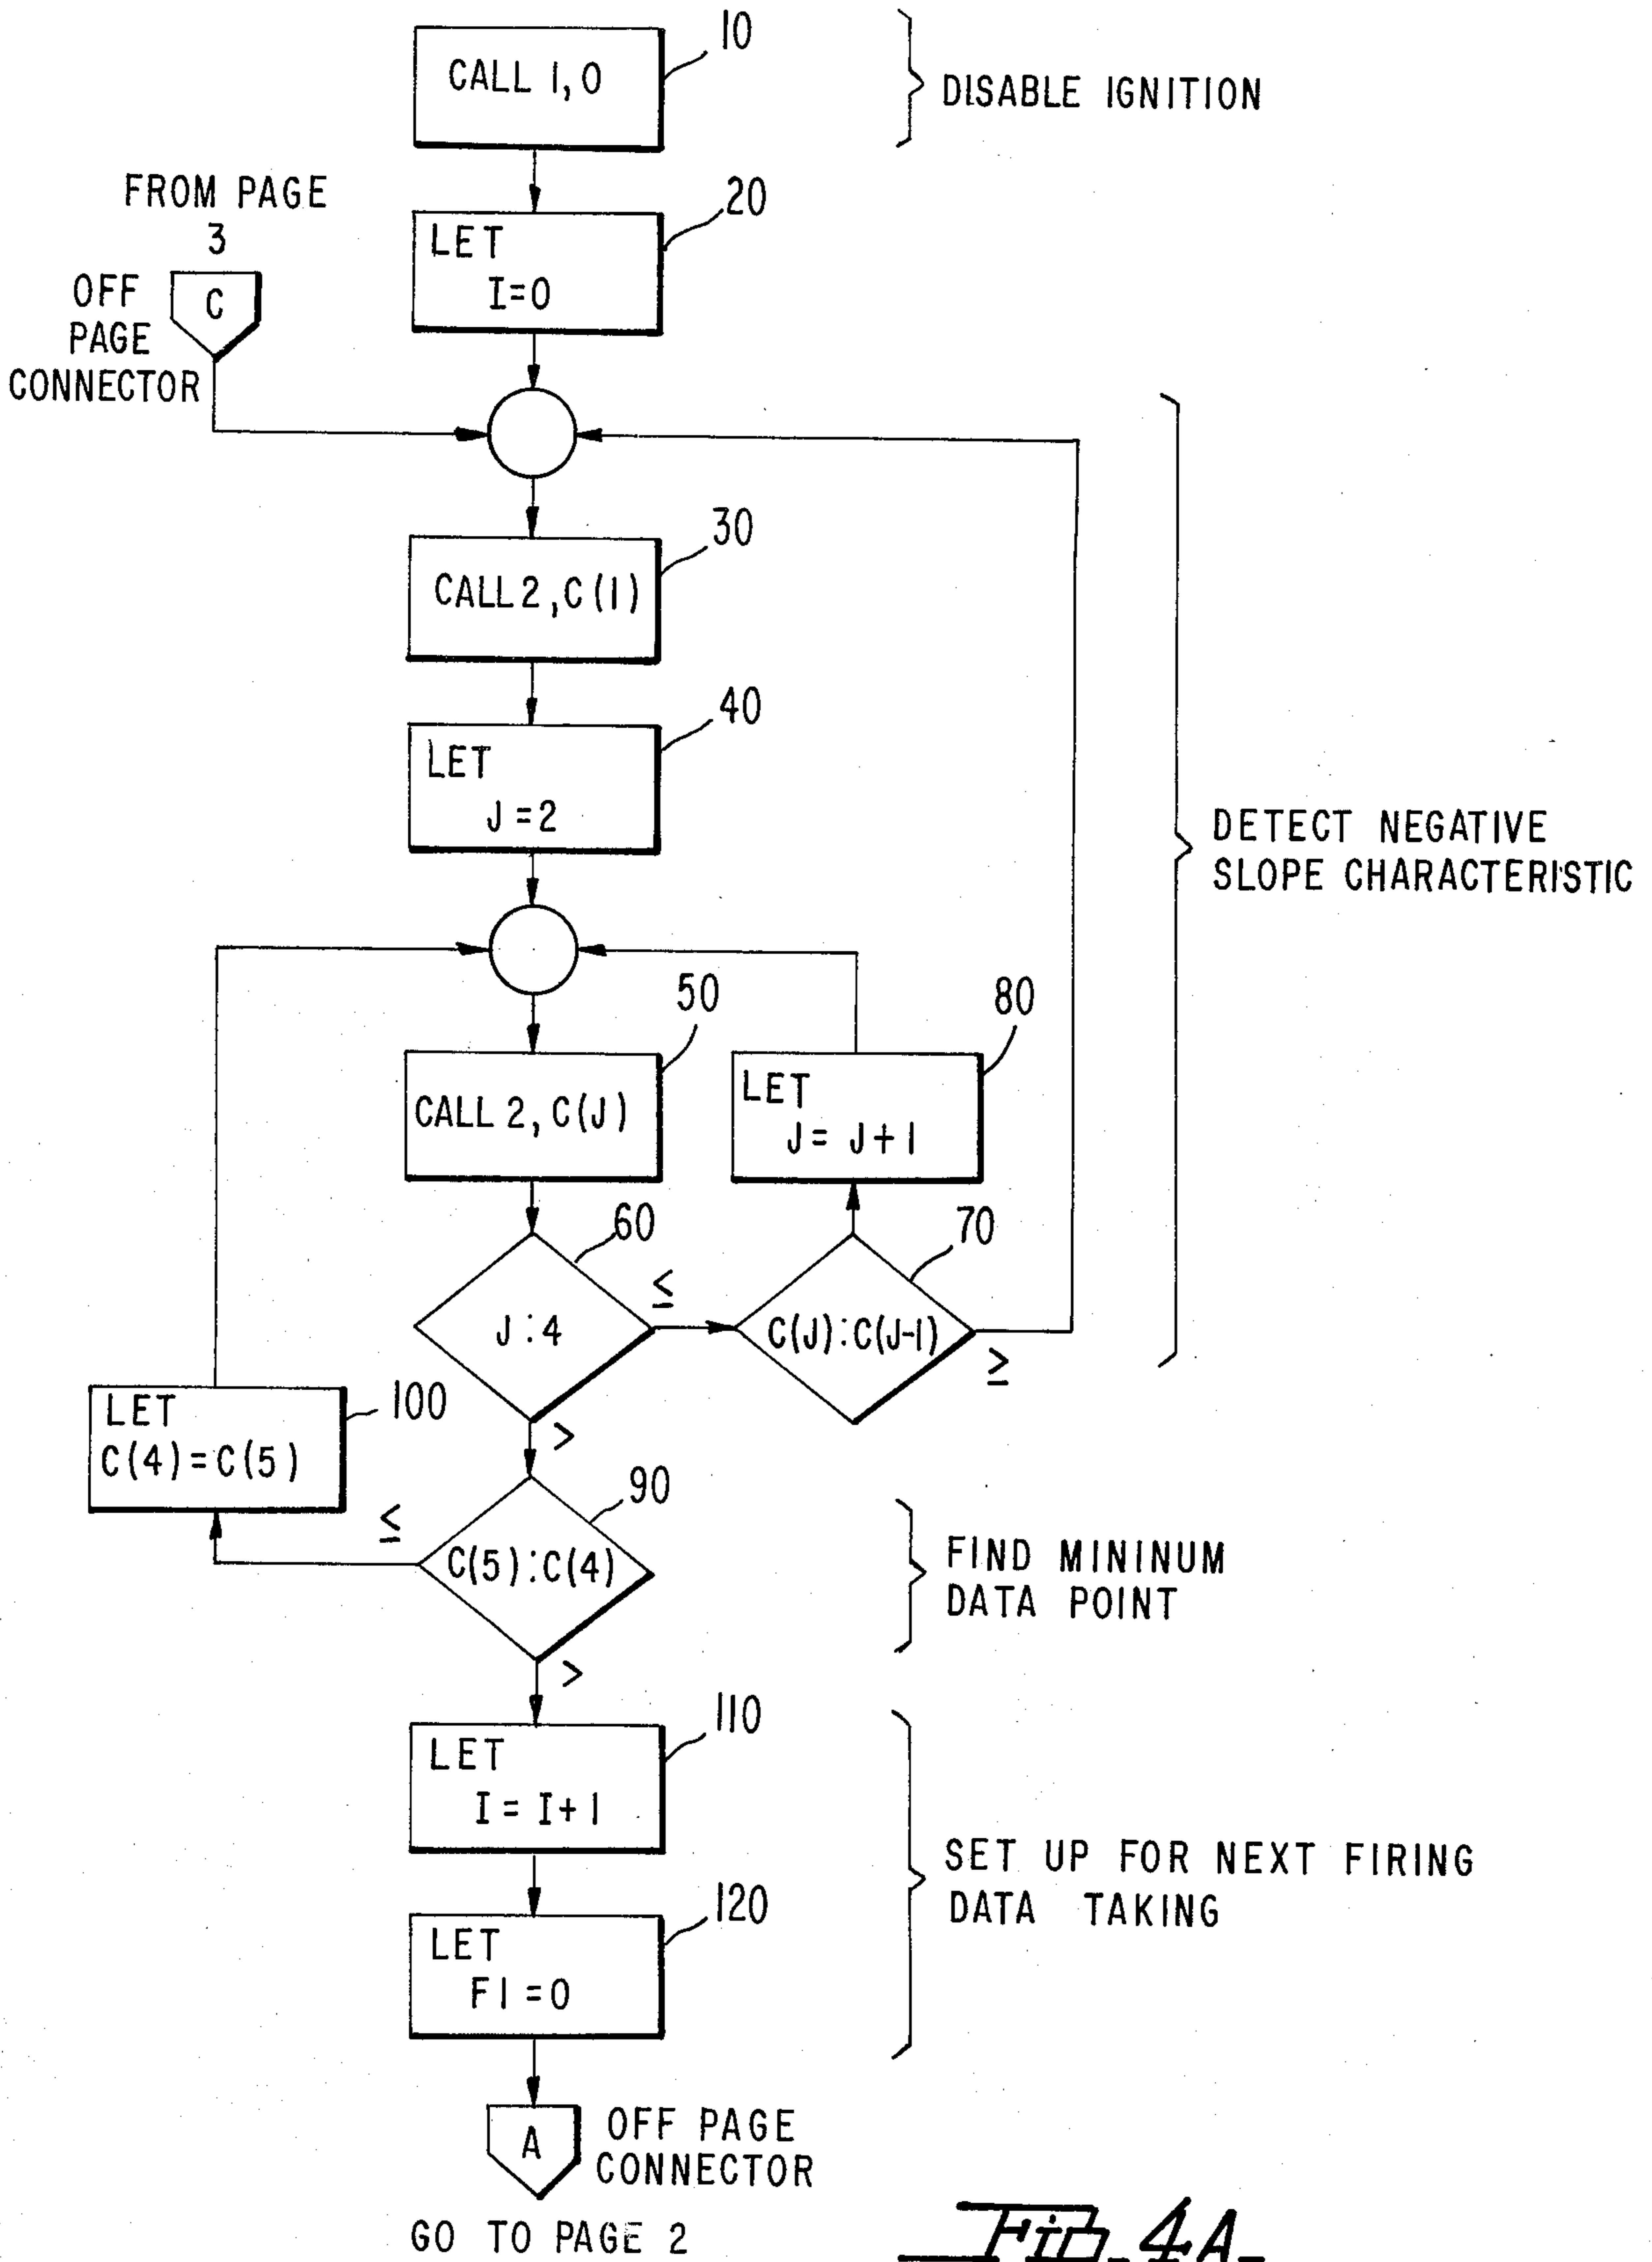 10
CALL 1,0
DISABLE IGNITION
FROM PAGE
3
20
LET
I=0
OFF
PAGE
CONNECTOR
C
30
CALL 2,C(1)
40
LET
J=2
DETECT NEGATIVE
SLOPE CHARACTERISTIC
50
CALL 2, C(J)
80
LET
J= J+1
60
J:4
≤
70
C(J):C(J-1)
≥
>
100
LET
C(4)=C(5)
90
≤
C(5):C(4)
>
FIND MININUM
DATA POINT
110
LET
I= I+1
SET UP FOR NEXT FIRING
DATA TAKING
120
LET
F1=0
A
OFF PAGE
CONNECTOR
GO TO PAGE 2
FIG. 4A.